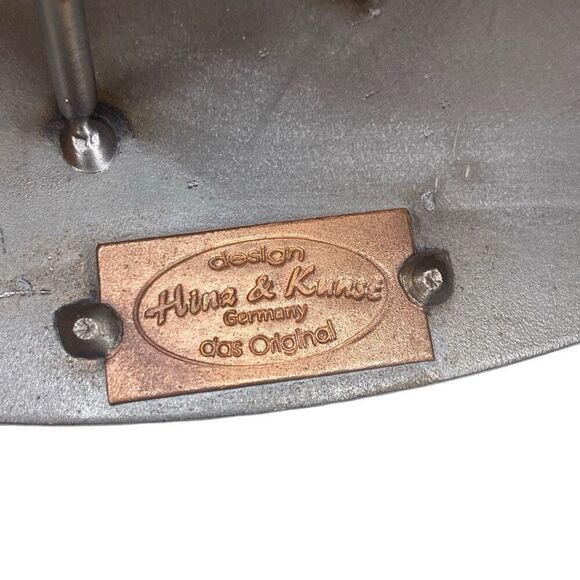 design
Hinz & Kunst
Germany
das Original